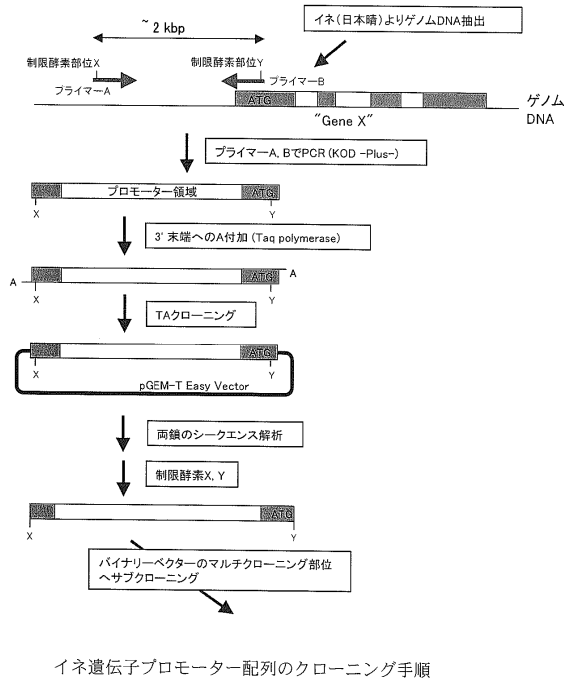 ~ 2 kbp
イネ(日本晴)よりゲノムDNA抽出
制限酵素部位X
制限酵素部位Y
プライマーA
プライマーB
ATG
"Gene X"
ゲノム
DNA
プライマーA, BでPCR(KOD -Plus-)
プロモーター領域
ATG
X
Y
3' 末端へのA付加 (Taq polymerase)
A
A
ATG
X
Y
TAクローニング
ATG
X
Y
pGEM-T Easy Vector
両鎖のシークエンス解析
制限酵素X, Y
ATG
X
Y
バイナリーベクターのマルチクローニング部位
へサブクローニング
イネ遺伝子プロモーター配列のクローニング手順